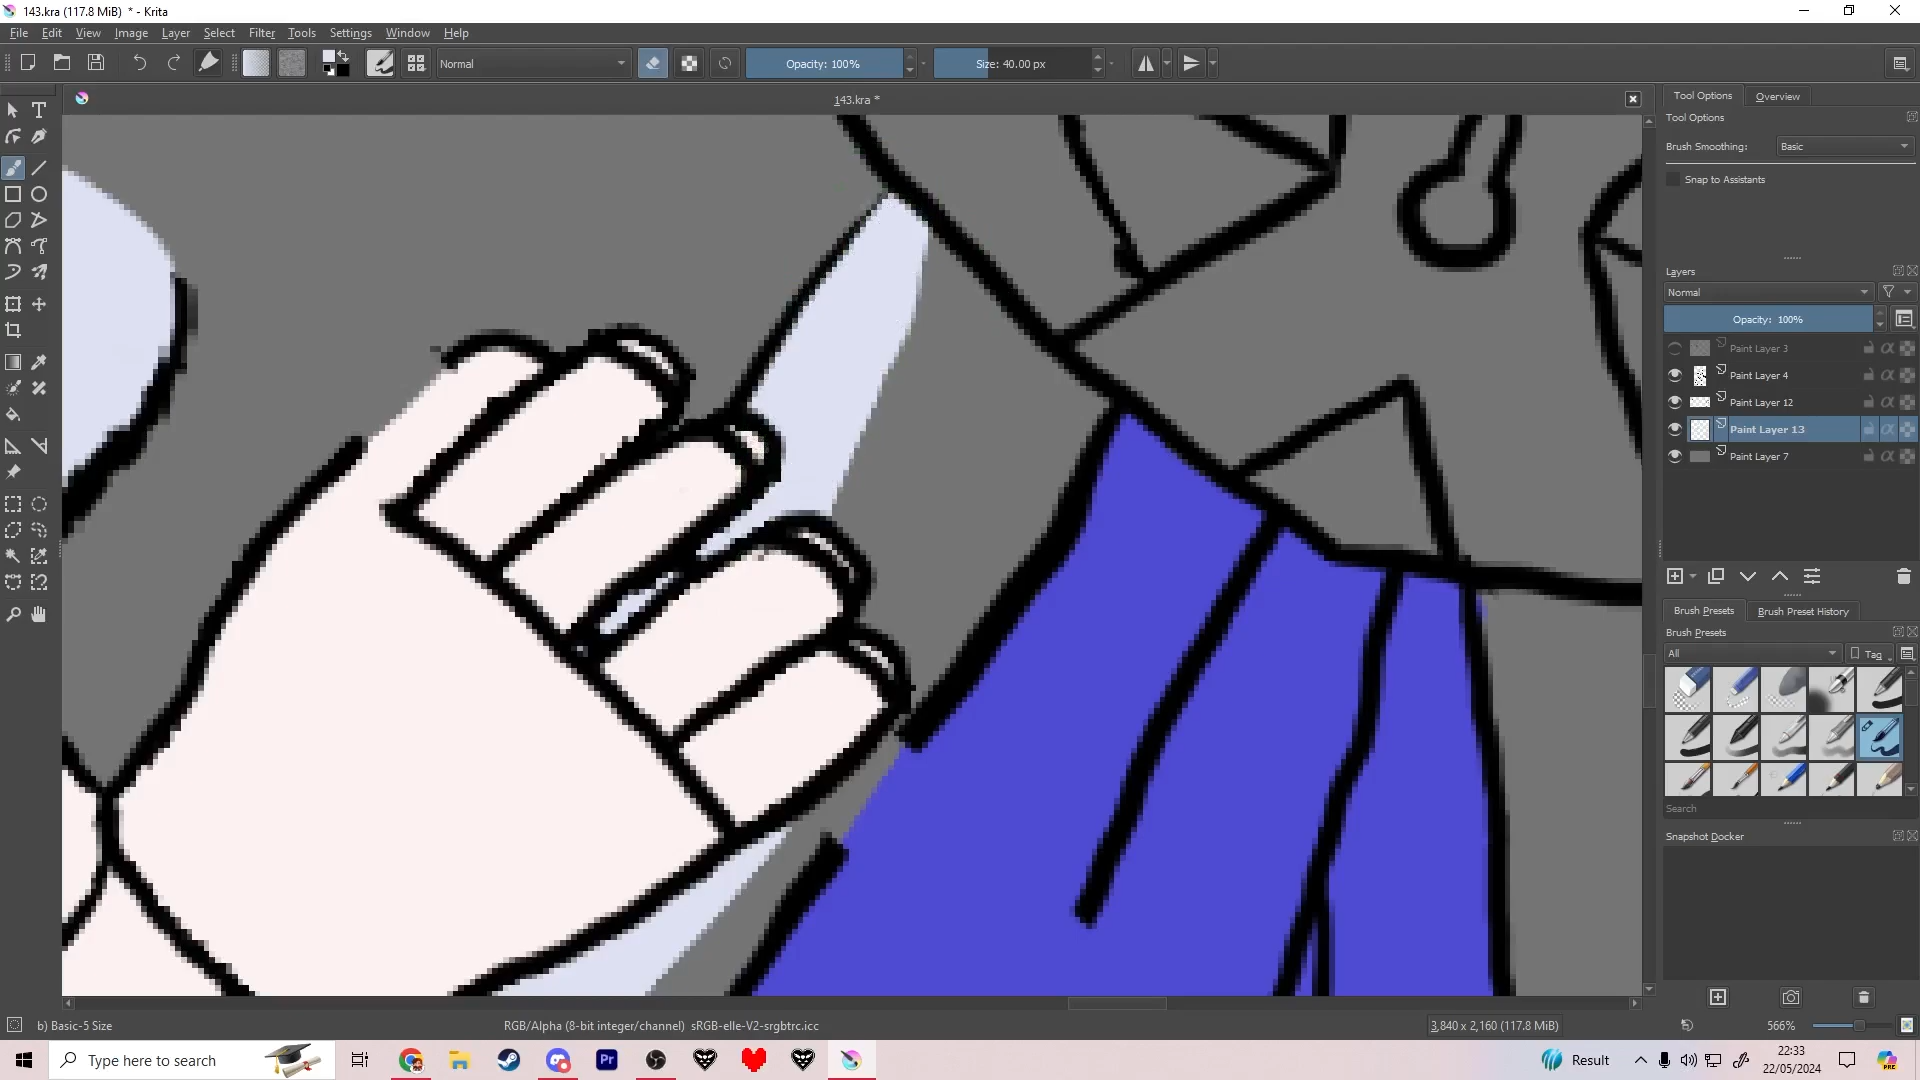 143.kra (117.8 MiB)  * - Krita
File Edit View Image Layer Select Filter Tools Settings Window Help
Normal
Opacity: 100%
Size: 40.00 px
143.kra *
Tool Options
Overview
Tool Options
Brush Smoothing:
Basic
Snap to Assistants
Layers
Normal
Opacity:  100%
Paint Layer 3
Paint Layer 4
Paint Layer 12
Paint Layer 13
Paint Layer 7
Brush Presets
Brush Preset History
Brush Presets
All
Tag
Search
Snapshot Docker
b) Basic-5 Size
RGB/Alpha (8-bit integer/channel)  sRGB-elle-V2-srgbtrc.icc
3,840 x 2,160 (117.8 MiB)
566%
Type here to search
Pr
Result
22:33
22/05/2024
PRE